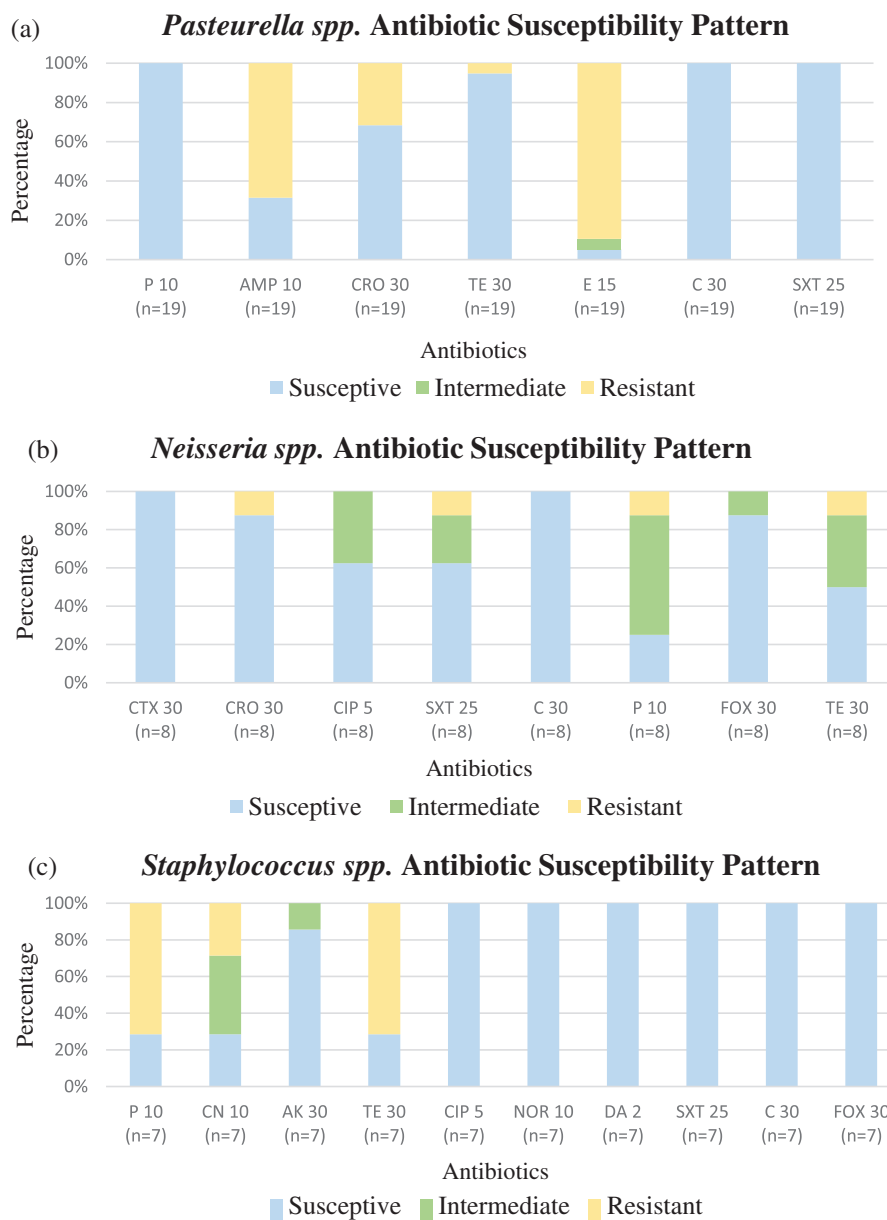 (a)
Pasteurella spp. Antibiotic Susceptibility Pattern
100%
80%
60%
40%
20%
0%
Percentage
P 10 AMP 10 CRO 30 TE 30 E 15 C 30 SXT 25
(n=19) (n=19) (n=19) (n=19) (n=19) (n=19) (n=19)
Antibiotics
Susceptive Intermediate Resistant
(b)
Neisseria spp. Antibiotic Susceptibility Pattern
100%
80%
60%
40%
20%
0%
Percentage
CTX 30 CRO 30 CIP 5 SXT 25 C 30 P 10 FOX 30 TE 30
(n=8) (n=8) (n=8) (n=8) (n=8) (n=8) (n=8) (n=8)
Antibiotics
Susceptive Intermediate Resistant
(c)
Staphylococcus spp. Antibiotic Susceptibility Pattern
100%
80%
60%
40%
20%
0%
Percentage
P 10 CN 10 AK 30 TE 30 CIP 5 NOR 10 DA 2 SXT 25 C 30 FOX 30
(n=7) (n=7) (n=7) (n=7) (n=7) (n=7) (n=7) (n=7) (n=7) (n=7)
Antibiotics
Susceptive Intermediate Resistant